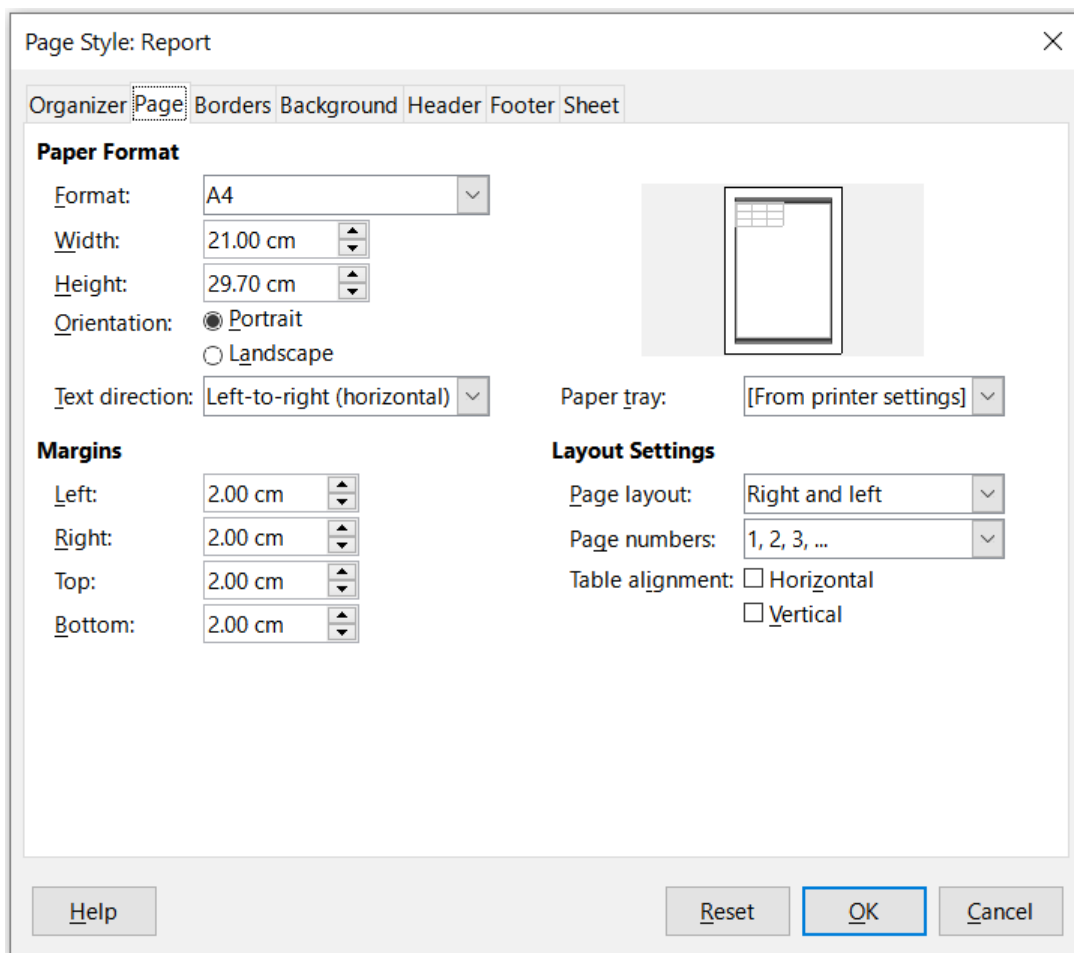 Page Style: Report
Organizer Page Borders Background Header Footer Sheet
Paper Format
Format: A4
Width: 21.00 cm
Height: 29.70 cm
Orientation: Portrait
Landscape
Text direction: Left-to-right (horizontal) Paper tray: [From printer settings]
Margins Layout Settings
Left: 2.00 cm Page layout: Right and left
Right: 2.00 cm Page numbers: 1, 2, 3, ...
Top: 2.00 cm Table alignment: Horizontal
Bottom: 2.00 cm Vertical
Help Reset OK Cancel